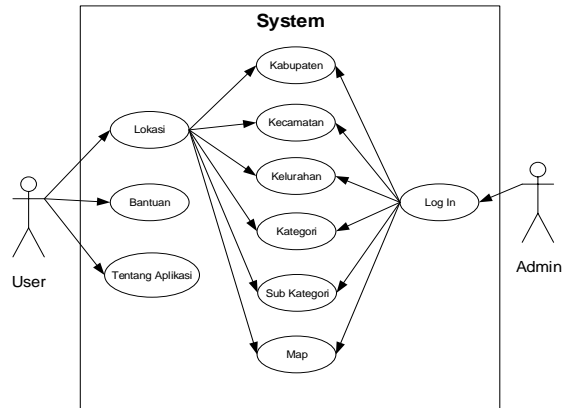 System
Kabupaten
Lokasi
Kecamatan
Kelurahan
Bantuan
Log In
Kategori
User
Admin
Tentang Aplikasi
Sub Kategori
Map